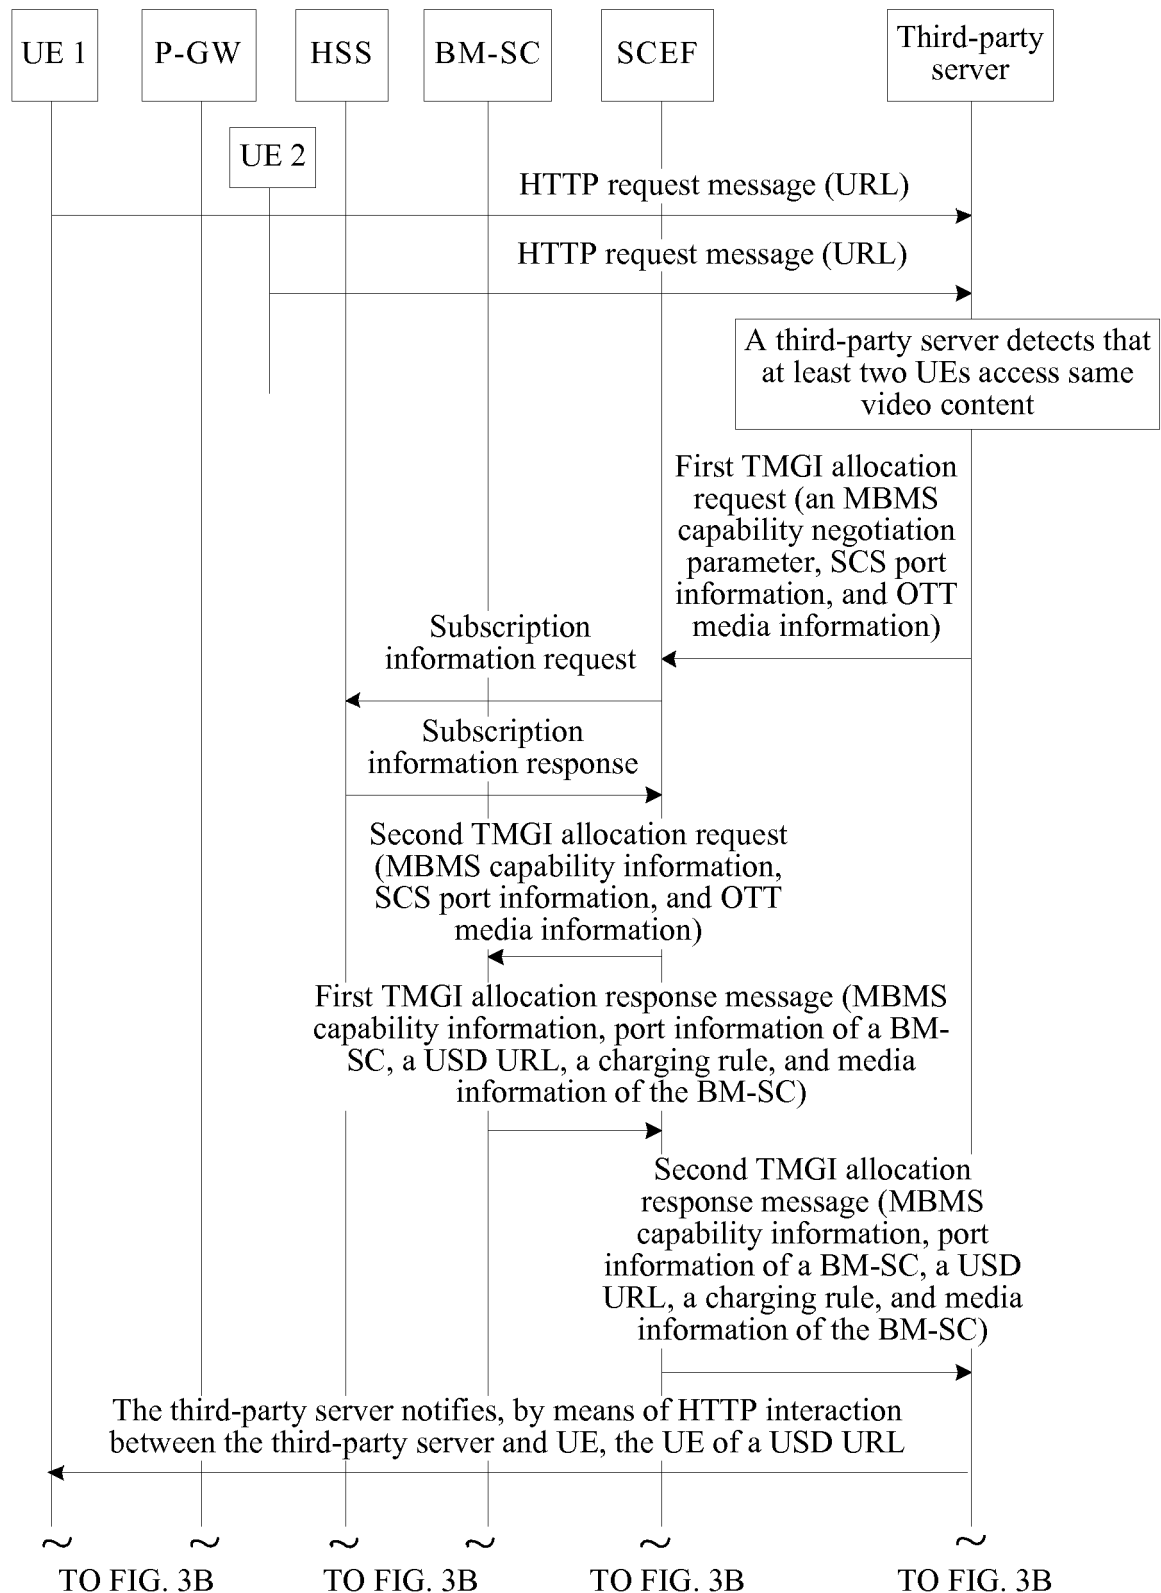 UE 1
P-GW
HSS
BM-SC
SCEF
Third-party
server
UE 2
HTTP request message (URL)
HTTP request message (URL)
A third-party server detects that
at least two UEs access same
video content
First TMGI allocation
request (an MBMS
capability negotiation
parameter, SCS port
information, and OTT
media information)
Subscription
information request
Subscription
information response
Second TMGI allocation request
(MBMS capability information,
SCS port information, and OTT
media information)
First TMGI allocation response message (MBMS
capability information, port information of a BM-
SC, a USD URL, a charging rule, and media
information of the BM-SC)
Second TMGI allocation
response message (MBMS
capability information, port
information of a BM-SC, a USD
URL, a charging rule, and media
information of the BM-SC)
The third-party server notifies, by means of HTTP interaction
between the third-party server and UE, the UE of a USD URL
TO FIG. 3B
TO FIG. 3B
TO FIG. 3B
TO FIG. 3B